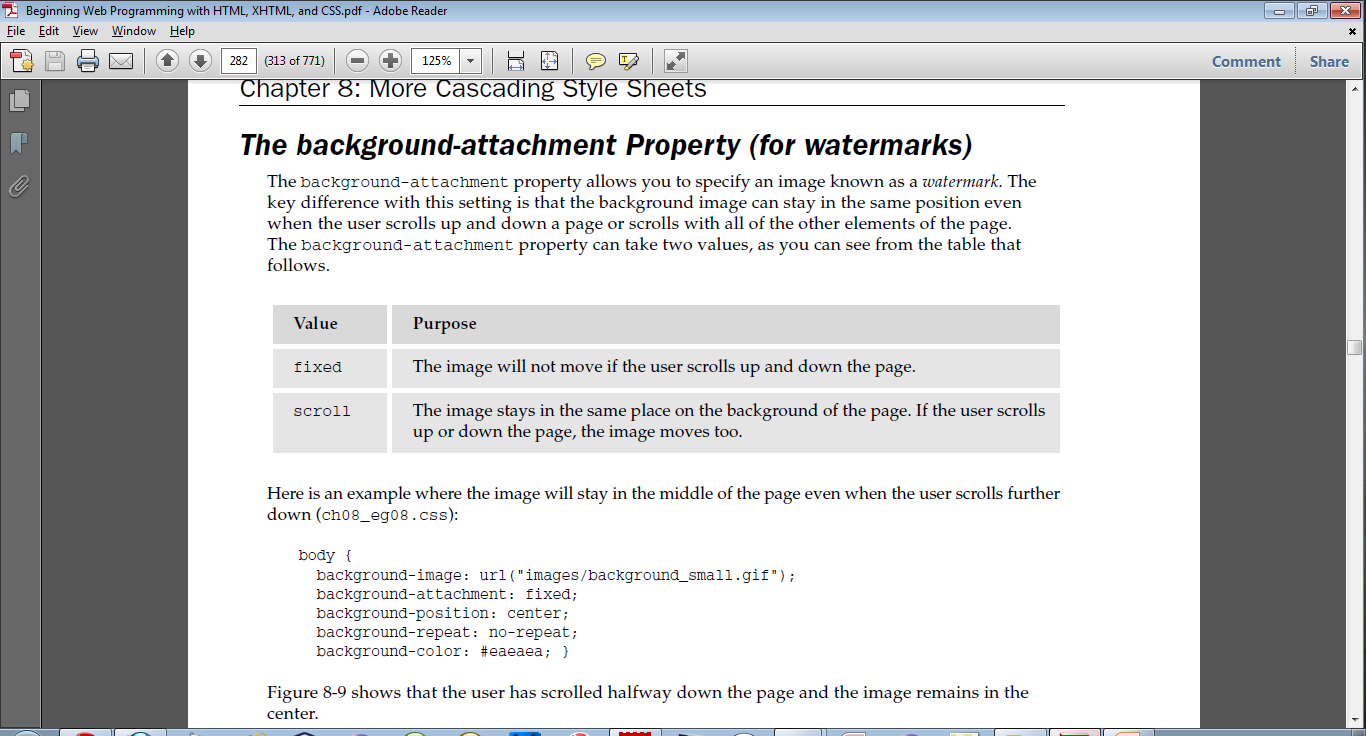 Beginning Web Programming with HTML, XHTML, and CSS.pdf - Adobe Reader
File Edit View Window Help
282 (313 of 771) 125% Comment Share
Chapter 8: More Cascading Style Sheets
The background-attachment Property (for watermarks)
The background-attachment property allows you to specify an image known as a watermark. The
key difference with this setting is that the background image can stay in the same position even
when the user scrolls up and down a page or scrolls with all of the other elements of the page.
The background-attachment property can take two values, as you can see from the table that
follows.
Value Purpose
fixed The image will not move if the user scrolls up and down the page.
scroll The image stays in the same place on the background of the page. If the user scrolls
up or down the page, the image moves too.
Here is an example where the image will stay in the middle of the page even when the user scrolls further
down (ch08_eg08.css):
body {
background-image: url("images/background_small.gif");
background-attachment: fixed;
background-position: center;
background-repeat: no-repeat;
background-color: #eaeaea; }
Figure 8-9 shows that the user has scrolled halfway down the page and the image remains in the
center.